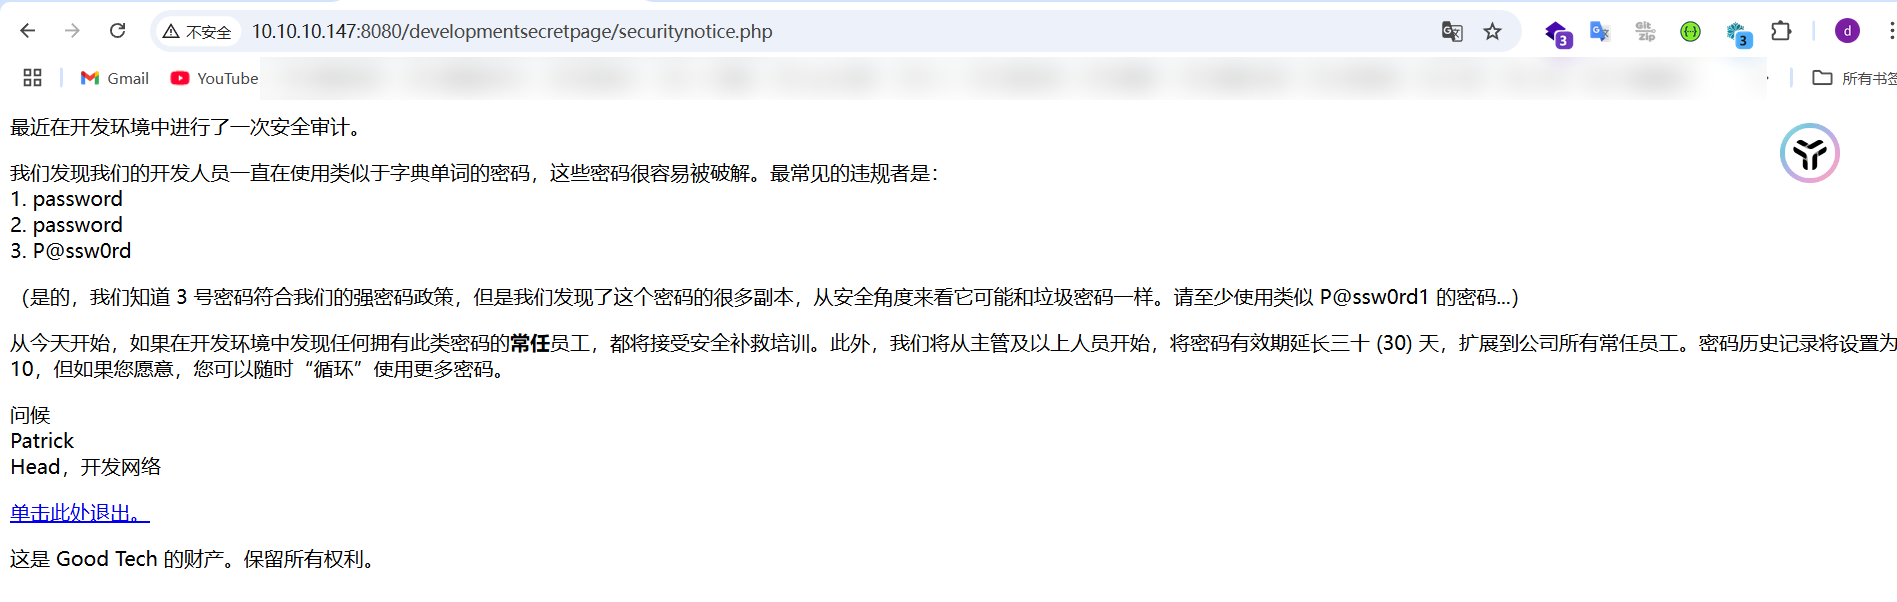 不安全 10.10.10.147:8080/developmentsecretpage/securitynotice.php
Git Zip 3 3 d
Gmail YouTube 所有书签
最近在开发环境中进行了一次安全审计。
我们发现我们的开发人员一直在使用类似于字典单词的密码，这些密码很容易被破解。最常见的违规者是：
1. password
2. password
3. P@ssw0rd
（是的，我们知道 3 号密码符合我们的强密码政策，但是我们发现了这个密码的很多副本，从安全角度来看它可能和垃圾密码一样。请至少使用类似 P@ssw0rd1 的密码...）
从今天开始，如果在开发环境中发现任何拥有此类密码的常任员工，都将接受安全补救培训。此外，我们将从主管及以上人员开始，将密码有效期延长三十 (30) 天，扩展到公司所有常任员工。密码历史记录将设置为
10，但如果您愿意，您可以随时“循环”使用更多密码。
问候
Patrick
Head，开发网络
单击此处退出。
这是 Good Tech 的财产。保留所有权利。